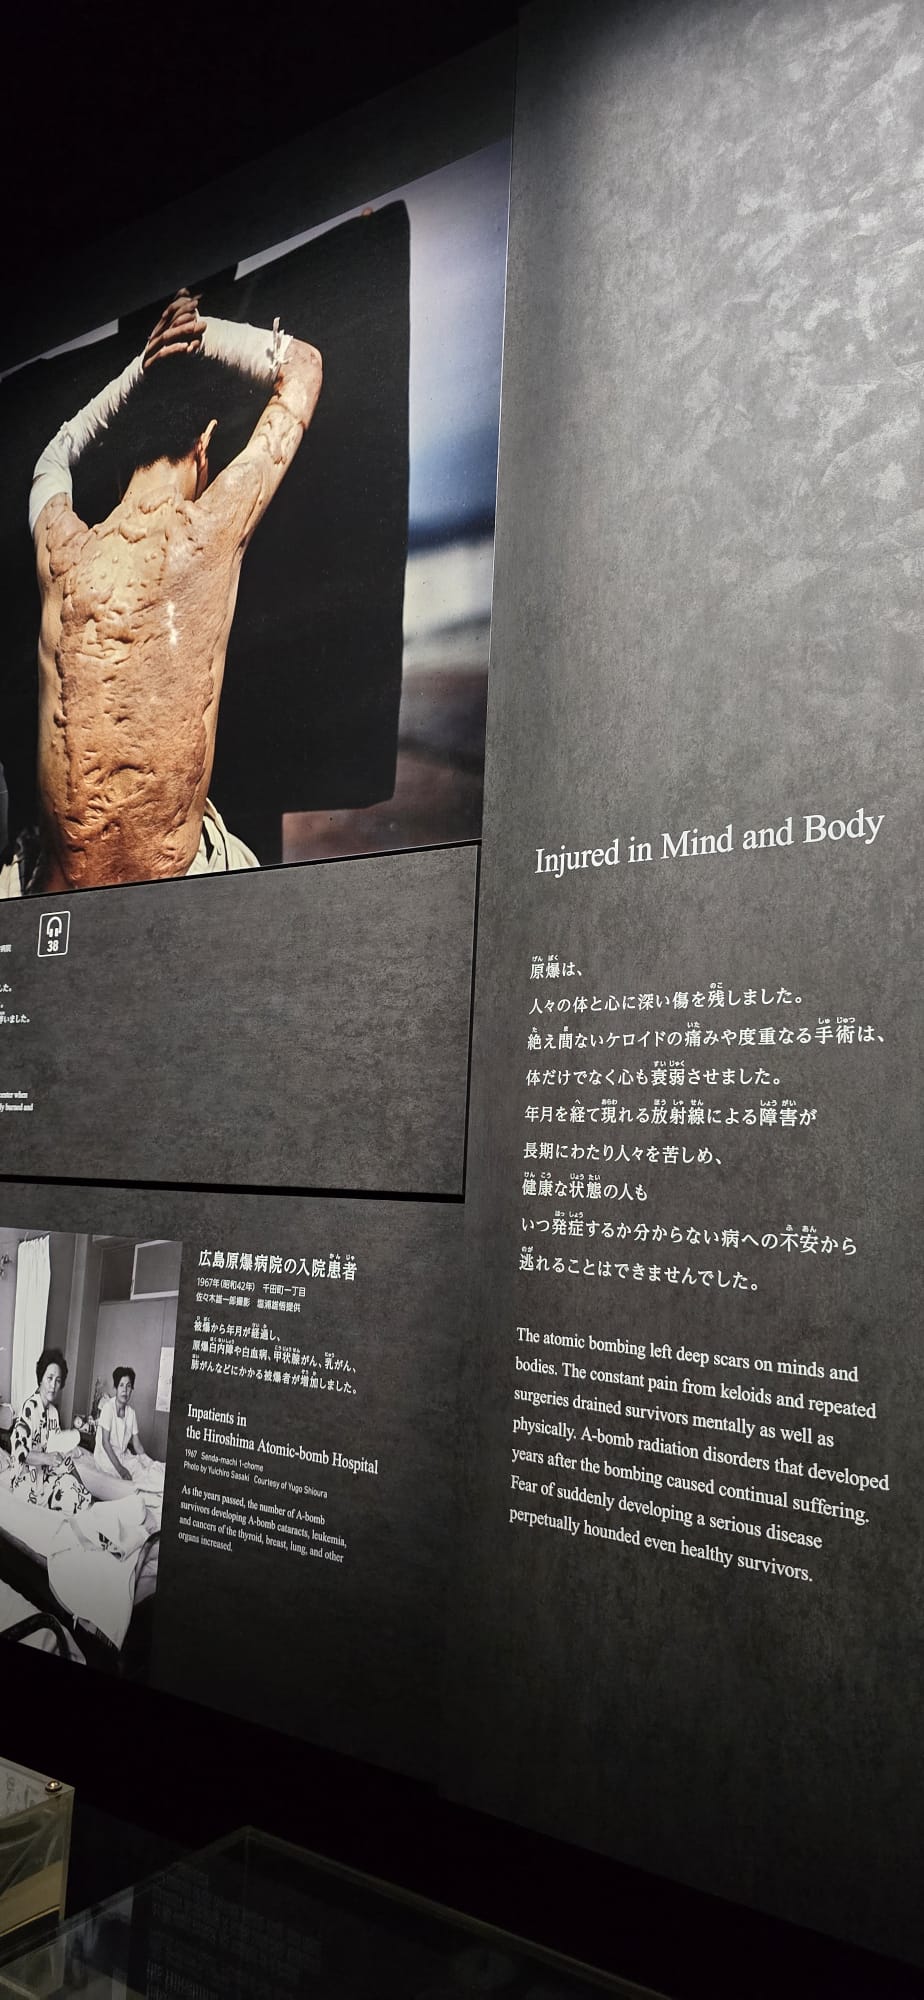 Injured in Mind and Body
原爆は、
人々の体と心に深い傷を残しました。
絶え間ないケロイドの痛みや度重なる手術は、
体だけでなく心も衰弱させました。
年月を経て現れる放射線による障害が
長期にわたり人々を苦しめ、
健康な状態の人も
いつ発症するか分からない病への不安から
逃れることはできませんでした。
The atomic bombing left deep scars on minds and
bodies. The constant pain from keloids and repeated
surgeries drained survivors mentally as well as
physically. A-bomb radiation disorders that developed
years after the bombing caused continual suffering.
Fear of suddenly developing a serious disease
perpetually hounded even healthy survivors.
38
広島原爆病院の入院患者
1967年(昭和42年) 千田町一丁目
佐々木雄一郎撮影 塩浦雄悟提供
被爆から年月が経過し、
原爆白内障や白血病、甲状腺がん、乳がん、
肺がんなどにかかる被爆者が増加しました。
Inpatients in
the Hiroshima Atomic-bomb Hospital
1967 Senda-machi 1-chome
Photo by Yuichiro Sasaki Courtesy of Yugo Shioura
As the years passed, the number of A-bomb
survivors developing A-bomb cataracts, leukemia,
and cancers of the thyroid, breast, lung, and other
organs increased.